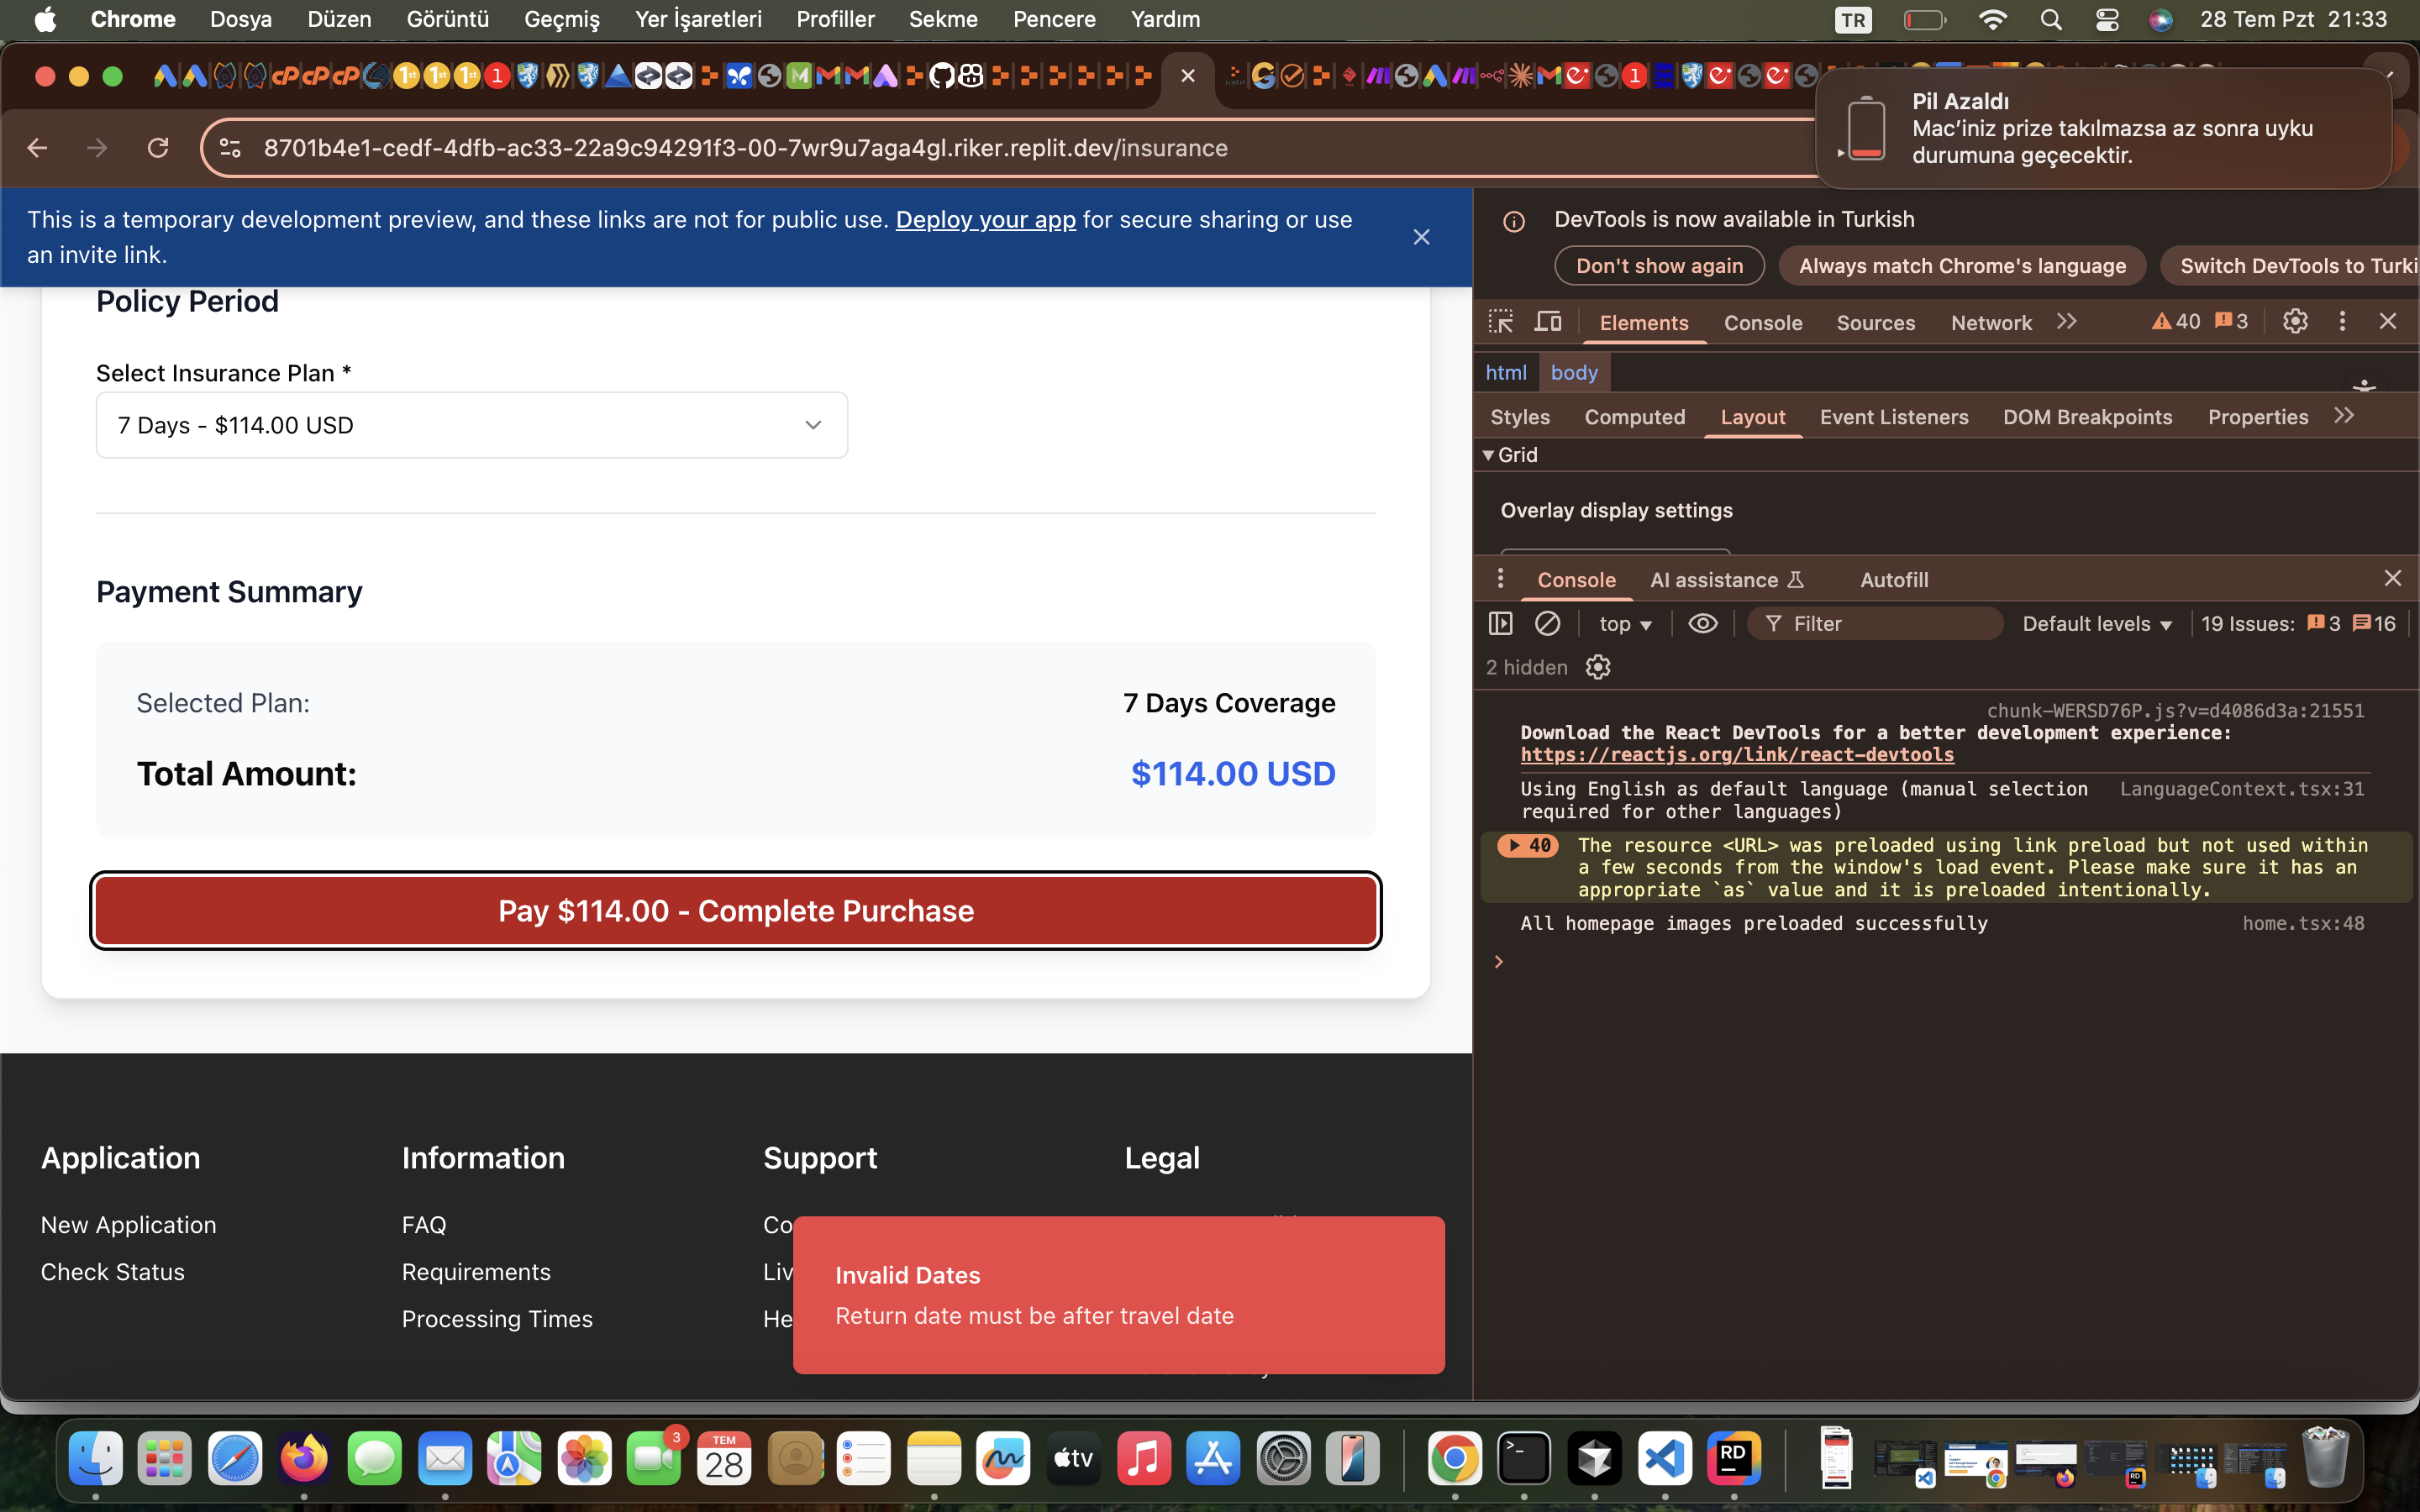 Chrome Dosya Düzen Görüntü Geçmiş Yer İşaretleri Profiller Sekme Pencere Yardım TR 28 Tem Pzt 21:33
8701b4e1-cedf-4dfb-ac33-22a9c94291f3-00-7wr9u7aga4gl.riker.replit.dev/insurance
Pil Azaldı
Mac'iniz prize takılmazsa az sonra uyku
durumuna geçecektir.
This is a temporary development preview, and these links are not for public use. Deploy your app for secure sharing or use
an invite link.
Policy Period
Select Insurance Plan *
7 Days - $114.00 USD
Payment Summary
Selected Plan: 7 Days Coverage
Total Amount: $114.00 USD
Pay $114.00 - Complete Purchase
Application
New Application
Check Status
Information
FAQ
Requirements
Processing Times
Support
Co
Liv
He
Legal
Invalid Dates
Return date must be after travel date
DevTools is now available in Turkish
Don't show again Always match Chrome's language Switch DevTools to Turki
Elements Console Sources Network 40 3
html body
Styles Computed Layout Event Listeners DOM Breakpoints Properties
Grid
Overlay display settings
Console AI assistance Autofill
top Filter Default levels 19 Issues: 3 16
2 hidden
chunk-WERSD76P.js?v=d4086d3a:21551
Download the React DevTools for a better development experience:
https://reactjs.org/link/react-devtools
Using English as default language (manual selection LanguageContext.tsx:31
required for other languages)
40 The resource <URL> was preloaded using link preload but not used within
a few seconds from the window's load event. Please make sure it has an
appropriate `as` value and it is preloaded intentionally.
All homepage images preloaded successfully home.tsx:48
3
TEM
28
tv
RD